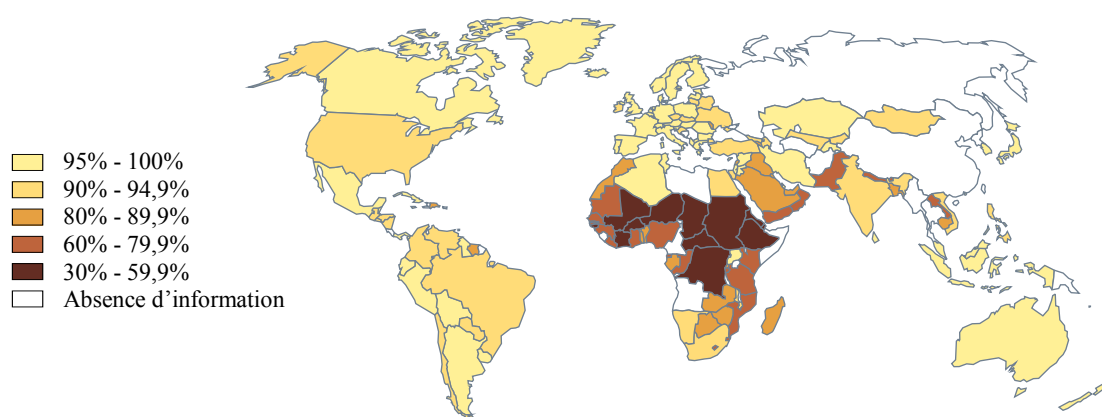 95% - 100%
90% - 94,9%
80% - 89,9%
60% - 79,9%
30% - 59,9%
Absence d’information